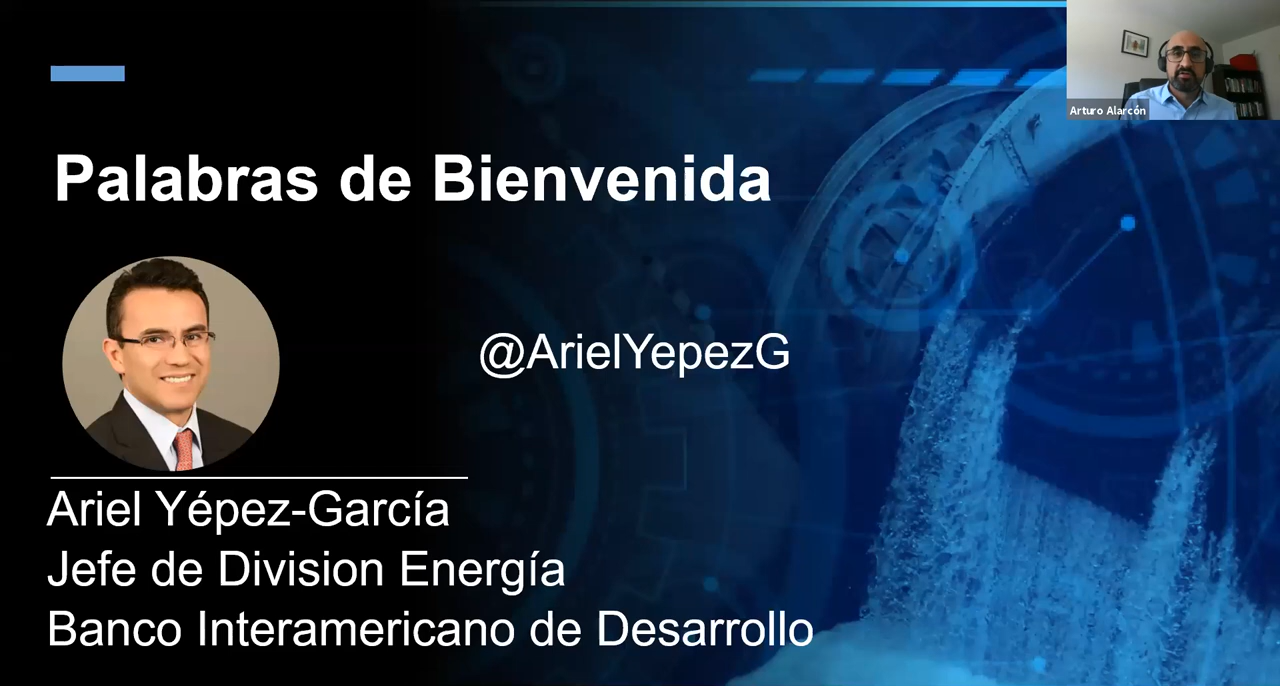 Arturo Alarcón
Palabras de Bienvenida
@ArielYepezG
Ariel Yépez-García
Jefe de Division Energía
Banco Interamericano de Desarrollo